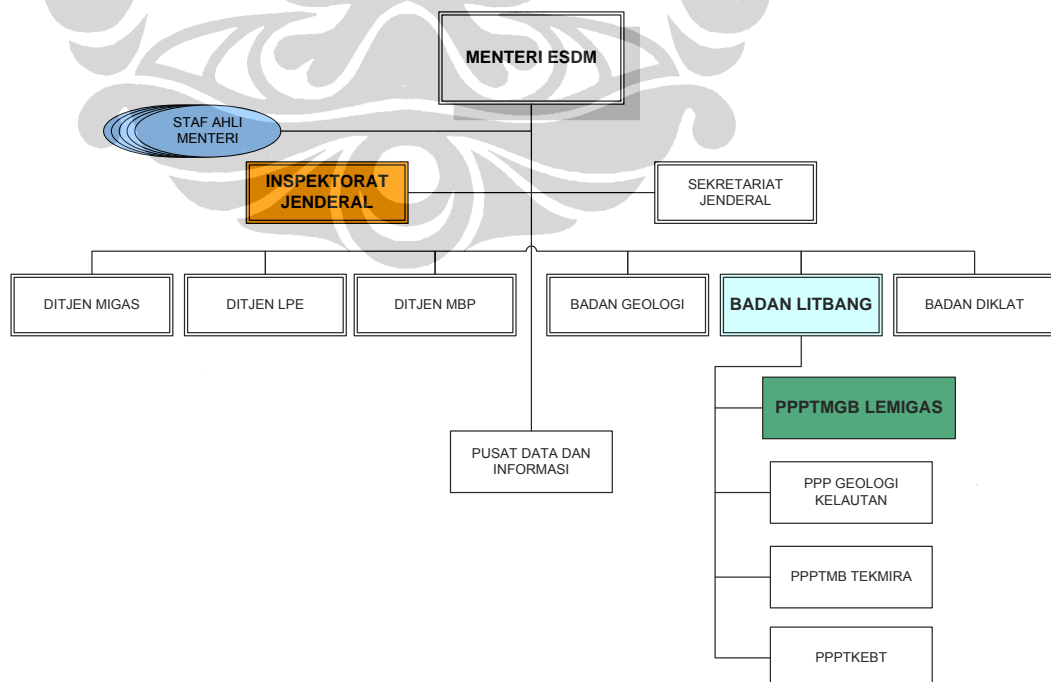 MENTERI ESDM
STAF AHLI
MENTERI
INSPEKTORAT
JENDERAL
SEKRETARIAT
JENDERAL
DITJEN MIGAS
DITJEN LPE
DITJEN MBP
BADAN GEOLOGI
BADAN LITBANG
BADAN DIKLAT
PPPTMGB LEMIGAS
PUSAT DATA DAN
INFORMASI
PPP GEOLOGI
KELAUTAN
PPPTMB TEKMIRA
PPPTKEBT